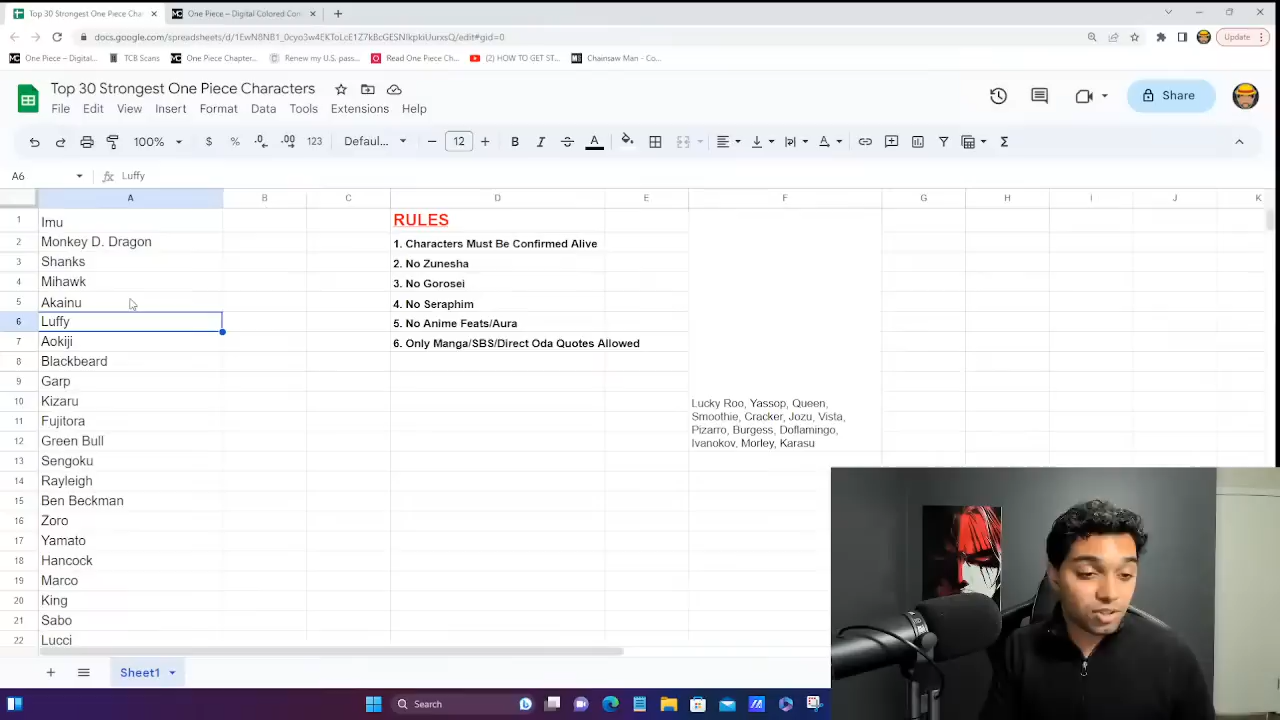 Top 30 Strongest One Piece Cha
One Piece – Digital Colored Con
docs.google.com/spreadsheets/d/1EwN8NB1_0cyo3w4EKToLcE1Z7kBcGESNIkpkiUurxsQ/edit#gid=0
Update
One Piece – Digital...
TCB Scans
One Piece Chapter...
Renew my U.S. pass...
Read One Piece Ch...
(2) HOW TO GET ST...
Chainsaw Man - Co...
Top 30 Strongest One Piece Characters
File Edit View Insert Format Data Tools Extensions Help
Share
100% $ % .0 .00 123 Defaul... 12 B I A
A6 fx Luffy
A B C D E F G H I J K
1 Imu RULES
2 Monkey D. Dragon 1. Characters Must Be Confirmed Alive
3 Shanks 2. No Zunesha
4 Mihawk 3. No Gorosei
5 Akainu 4. No Seraphim
6 Luffy 5. No Anime Feats/Aura
7 Aokiji 6. Only Manga/SBS/Direct Oda Quotes Allowed
8 Blackbeard
9 Garp
10 Kizaru Lucky Roo, Yassop, Queen,
Smoothie, Cracker, Jozu, Vista,
11 Fujitora Pizarro, Burgess, Doflamingo,
12 Green Bull Ivanokov, Morley, Karasu
13 Sengoku
14 Rayleigh
15 Ben Beckman
16 Zoro
17 Yamato
18 Hancock
19 Marco
20 King
21 Sabo
22 Lucci
Sheet1
Search